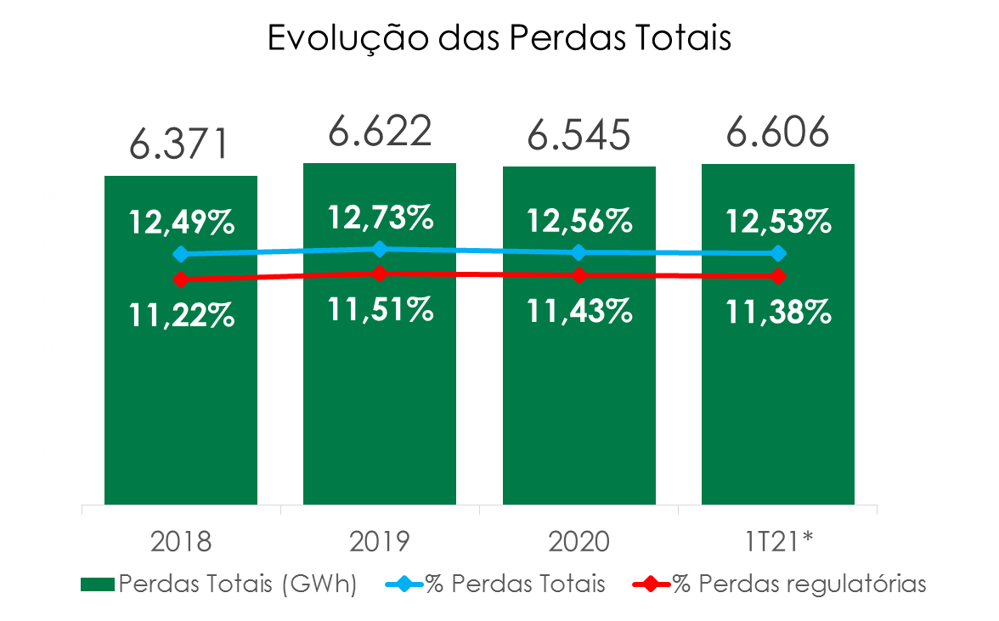 Evolução das Perdas Totais
6.371 6.622 6.545 6.606
12,49% 12,73% 12,56% 12,53%
11,22% 11,51% 11,43% 11,38%
2018 2019 2020 1T21*
Perdas Totais (GWh) % Perdas Totais % Perdas regulatórias